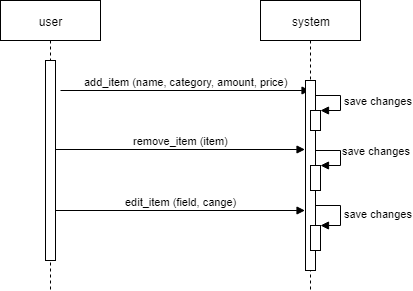 user
system
add_item (name, category, amount, price)
save changes
remove_item (item)
save changes
edit_item (field, cange)
save changes